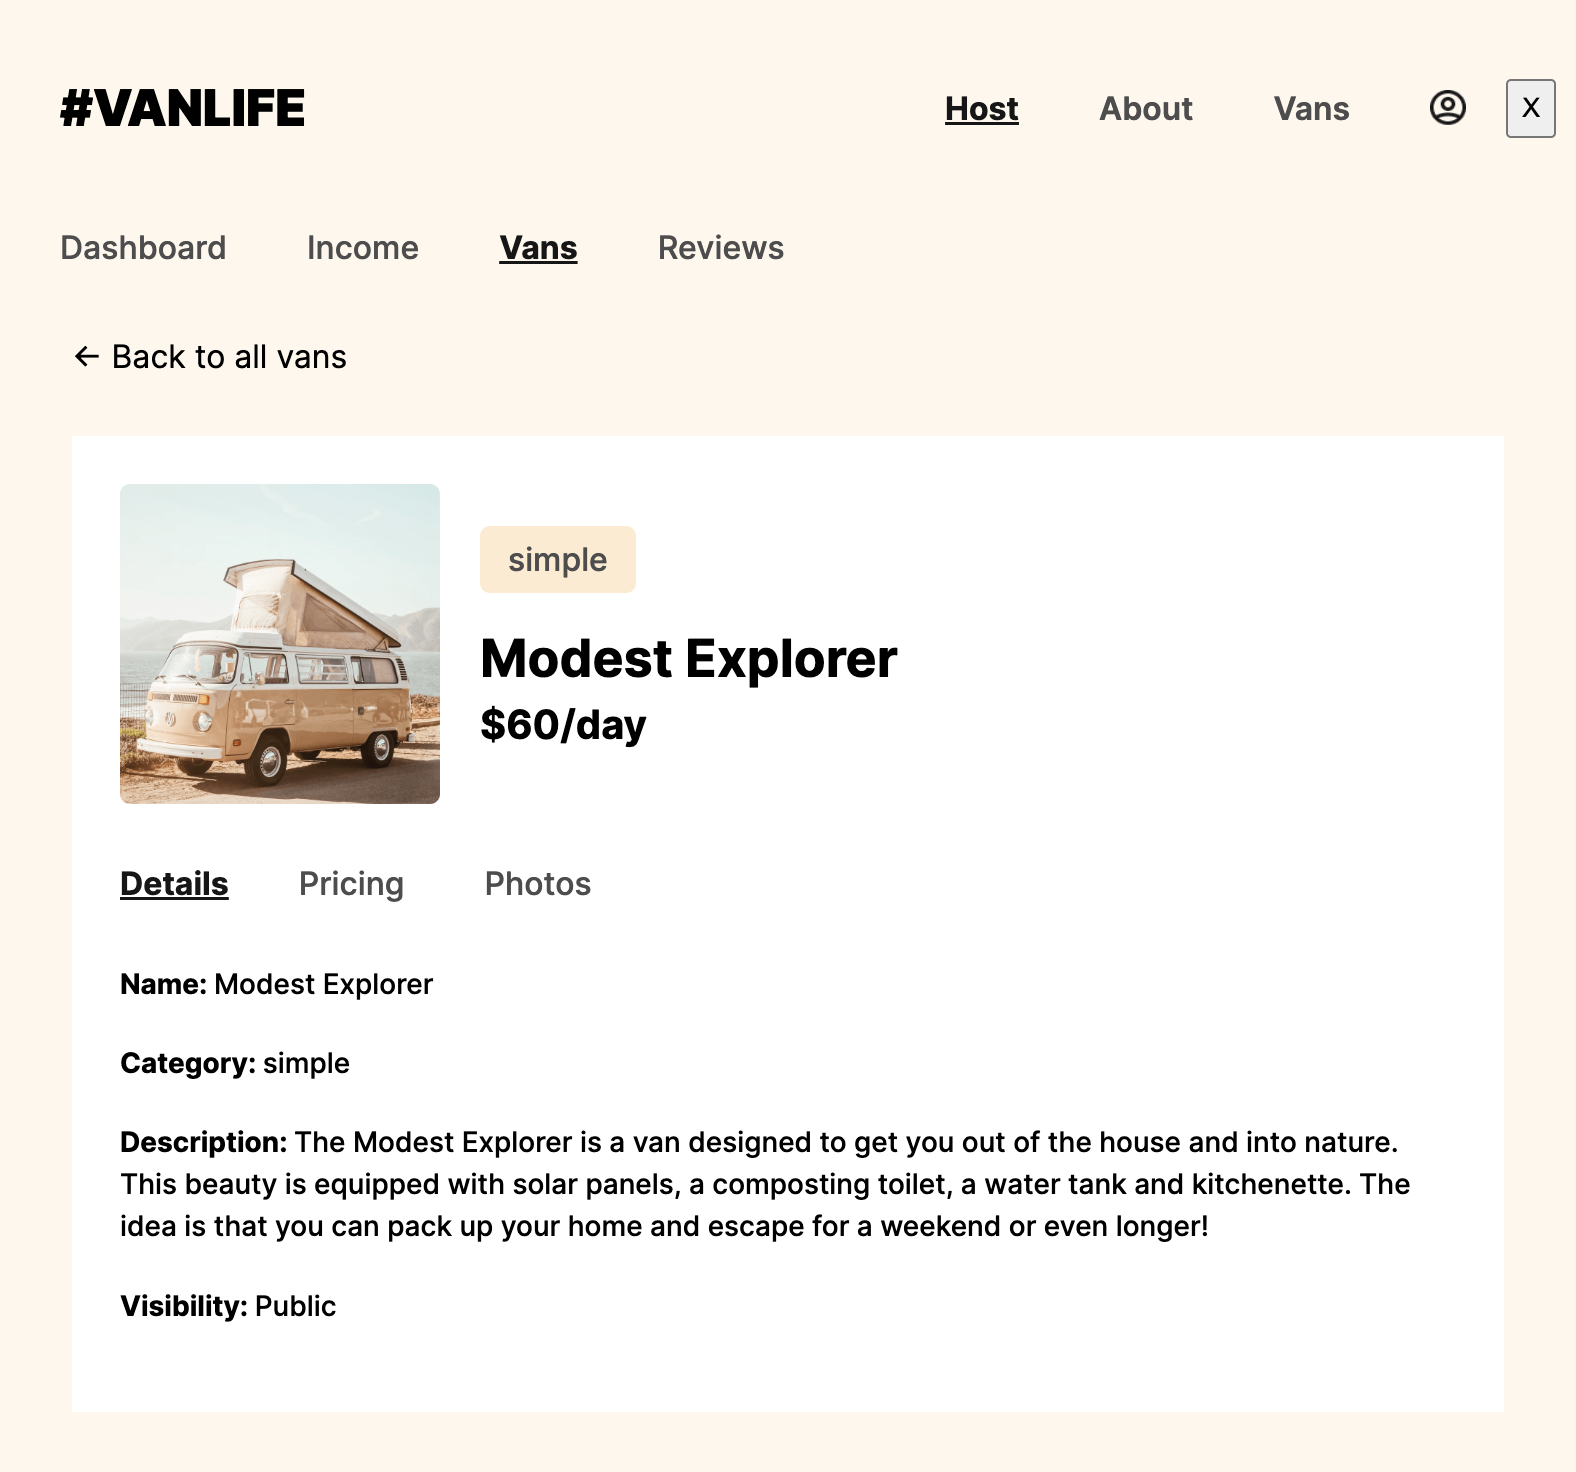 #VANLIFE
Host About Vans X
Dashboard Income Vans Reviews
← Back to all vans
simple
Modest Explorer
$60/day
Details Pricing Photos
Name: Modest Explorer
Category: simple
Description: The Modest Explorer is a van designed to get you out of the house and into nature.
This beauty is equipped with solar panels, a composting toilet, a water tank and kitchenette. The
idea is that you can pack up your home and escape for a weekend or even longer!
Visibility: Public